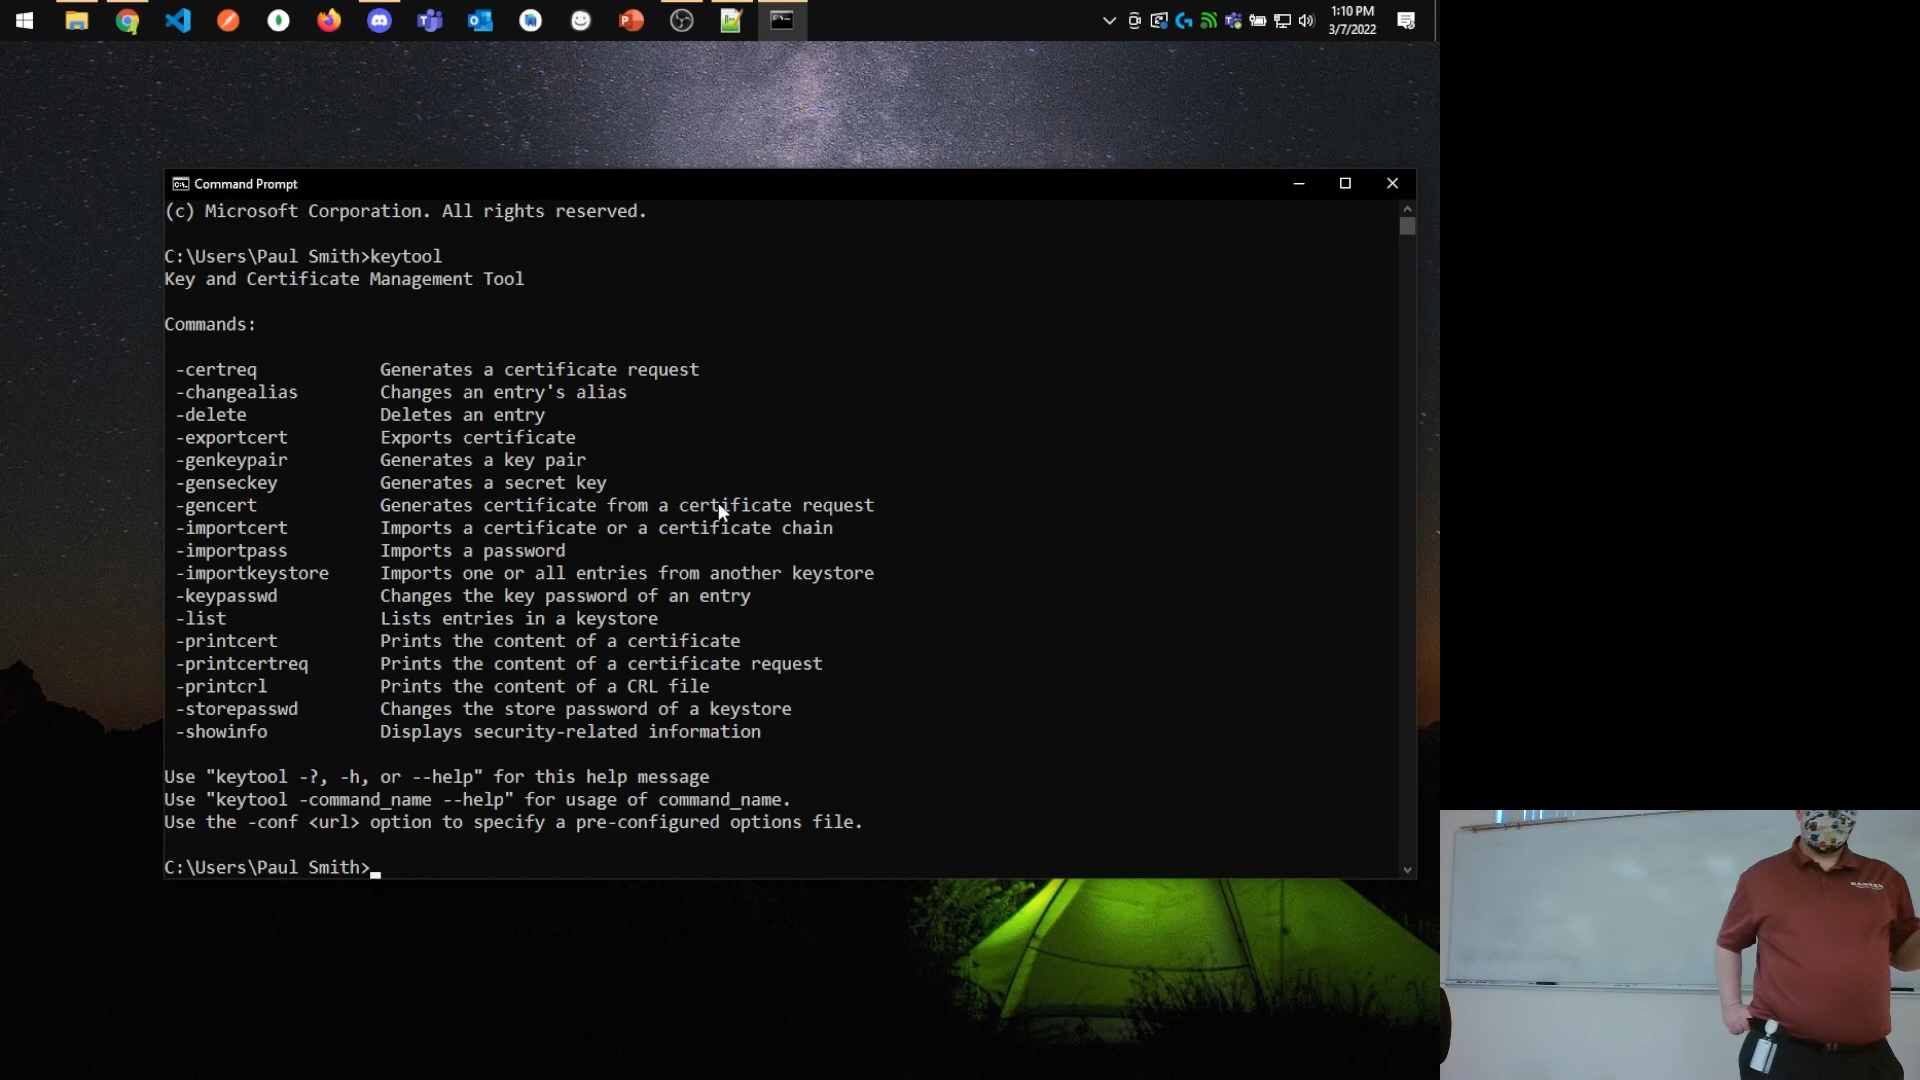 1:10 PM
3/7/2022
Command Prompt
(c) Microsoft Corporation. All rights reserved.
C:\Users\Paul Smith>keytool
Key and Certificate Management Tool
Commands:
-certreq Generates a certificate request
-changealias Changes an entry's alias
-delete Deletes an entry
-exportcert Exports certificate
-genkeypair Generates a key pair
-genseckey Generates a secret key
-gencert Generates certificate from a certificate request
-importcert Imports a certificate or a certificate chain
-importpass Imports a password
-importkeystore Imports one or all entries from another keystore
-keypasswd Changes the key password of an entry
-list Lists entries in a keystore
-printcert Prints the content of a certificate
-printcertreq Prints the content of a certificate request
-printcrl Prints the content of a CRL file
-storepasswd Changes the store password of a keystore
-showinfo Displays security-related information
Use "keytool -?, -h, or --help" for this help message
Use "keytool -command_name --help" for usage of command_name.
Use the -conf <url> option to specify a pre-configured options file.
C:\Users\Paul Smith>